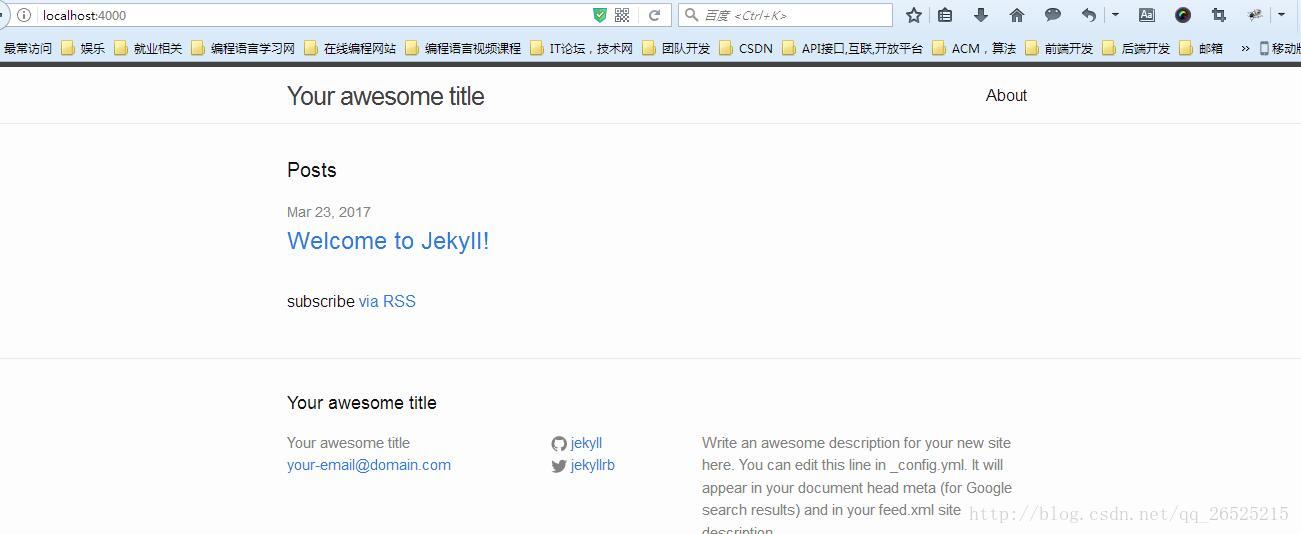 localhost:4000
百度 <Ctrl+K>
最常访问 娱乐 就业相关 编程语言学习网 在线编程网站 编程语言视频课程 IT论坛，技术网 团队开发 CSDN API接口,互联,开放平台 ACM，算法 前端开发 后端开发 邮箱 » 移动版
Your awesome title About
Posts
Mar 23, 2017
Welcome to Jekyll!
subscribe via RSS
Your awesome title
Your awesome title
your-email@domain.com
jekyll
jekyllrb
Write an awesome description for your new site
here. You can edit this line in _config.yml. It will
appear in your document head meta (for Google
search results) and in your feed.xml site
description.
http://blog.csdn.net/qq_26525215